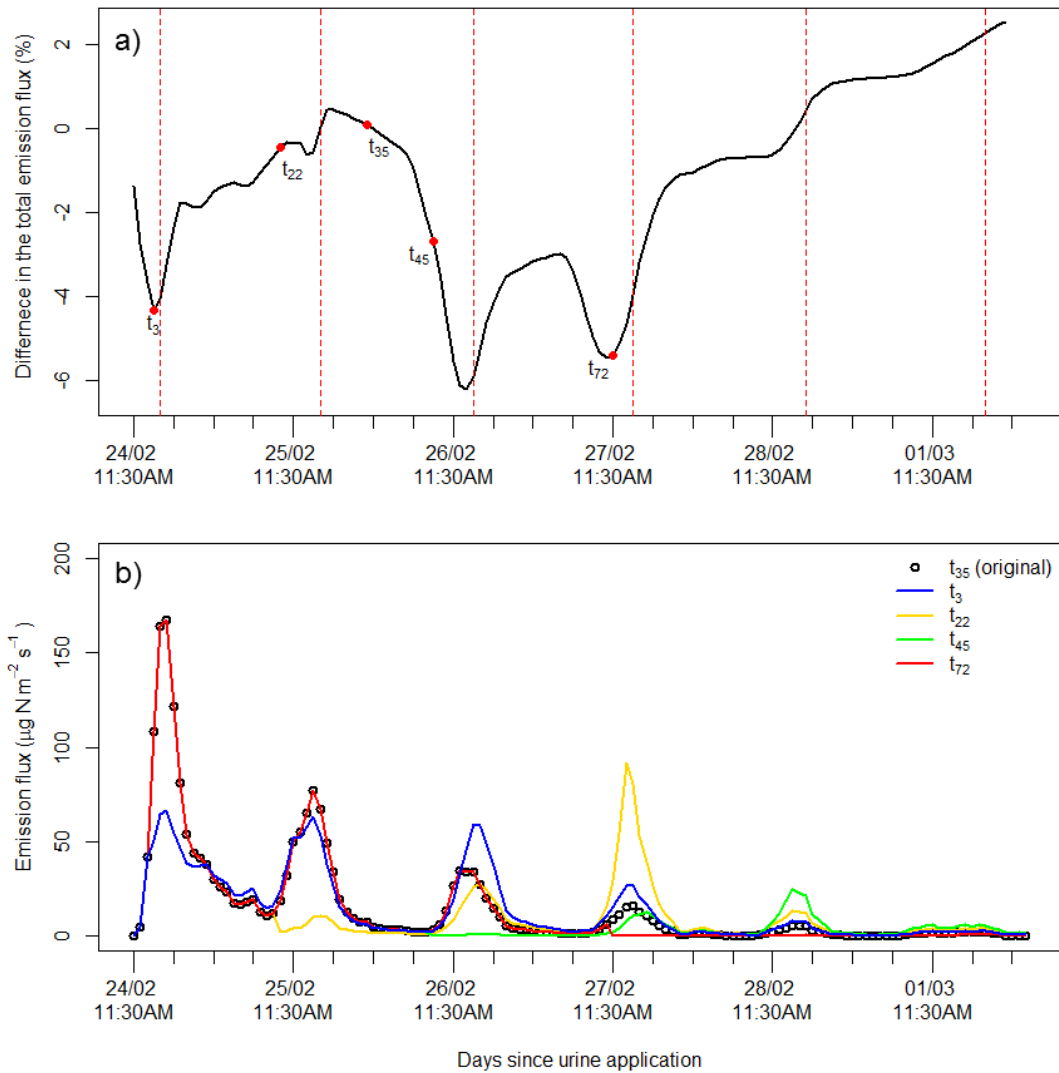 a)
Differnece in the total emission flux (%)
2
0
2
-4
-6
t3
t22
t35
t45
t72
24/02 25/02 26/02 27/02 28/02 01/03
11:30AM 11:30AM 11:30AM 11:30AM 11:30AM 11:30AM
b)
Emission flux (μg N m−2 s−1)
200
150
100
50
0
t35 (original)
t3
t22
t45
t72
24/02 25/02 26/02 27/02 28/02 01/03
11:30AM 11:30AM 11:30AM 11:30AM 11:30AM 11:30AM
Days since urine application